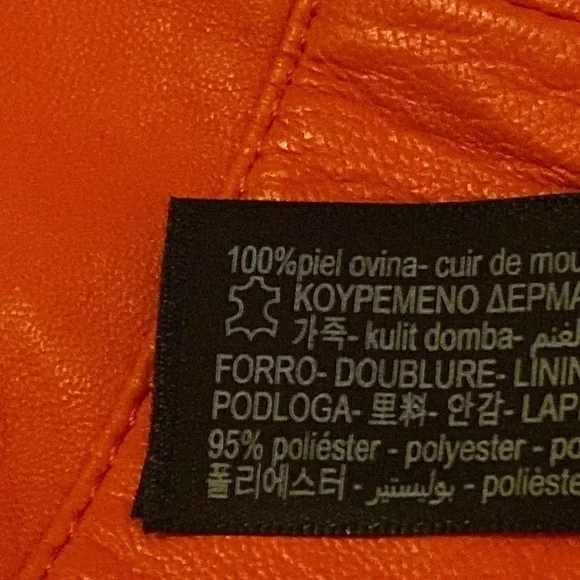 100%piel ovina- cuir de mou
ΚΟΥΡΕΜΕΝΟ ΔΕΡΜΑ
가죽- kulit domba- الغنم
FORRO- DOUBLURE- LININ
PODLOGA- 里料- 안감- LAP
95% poliéster - polyester - po
폴리에스터 - بوليستير - polièste